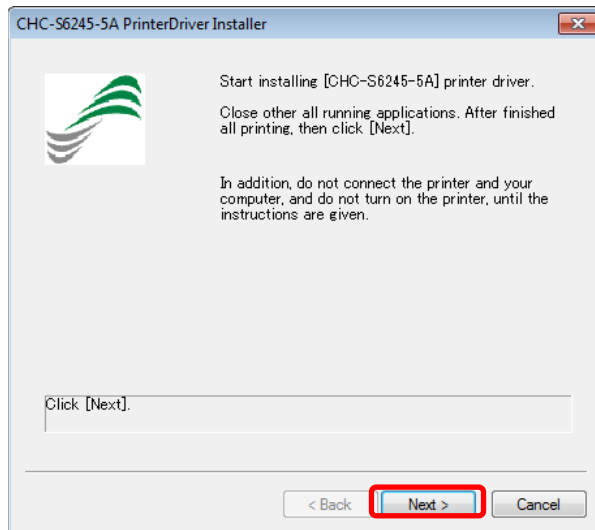 CHC-S6245-5A PrinterDriver Installer
Start installing [CHC-S6245-5A] printer driver.
Close other all running applications. After finished
all printing, then click [Next].
In addition, do not connect the printer and your
computer, and do not turn on the printer, until the
instructions are given.
Click [Next].
< Back
Next >
Cancel